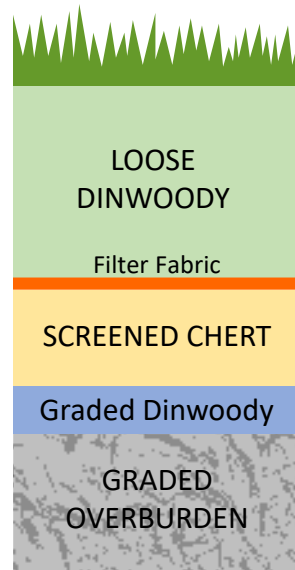 LOOSE
DINWOODY
Filter Fabric
SCREENED CHERT
Graded Dinwoody
GRADED
OVERBURDEN